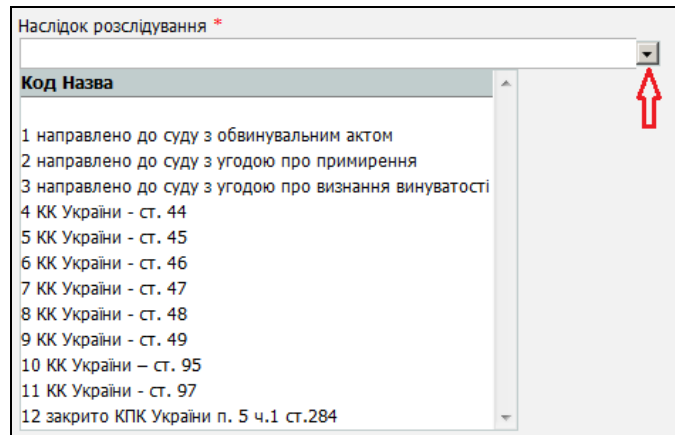 Наслідок розслідування *
Код Назва
1 направлено до суду з обвинувальним актом
2 направлено до суду з угодою про примирення
3 направлено до суду з угодою про визнання винуватості
4 КК України - ст. 44
5 КК України - ст. 45
6 КК України - ст. 46
7 КК України - ст. 47
8 КК України - ст. 48
9 КК України - ст. 49
10 КК України – ст. 95
11 КК України - ст. 97
12 закрито КПК України п. 5 ч.1 ст.284